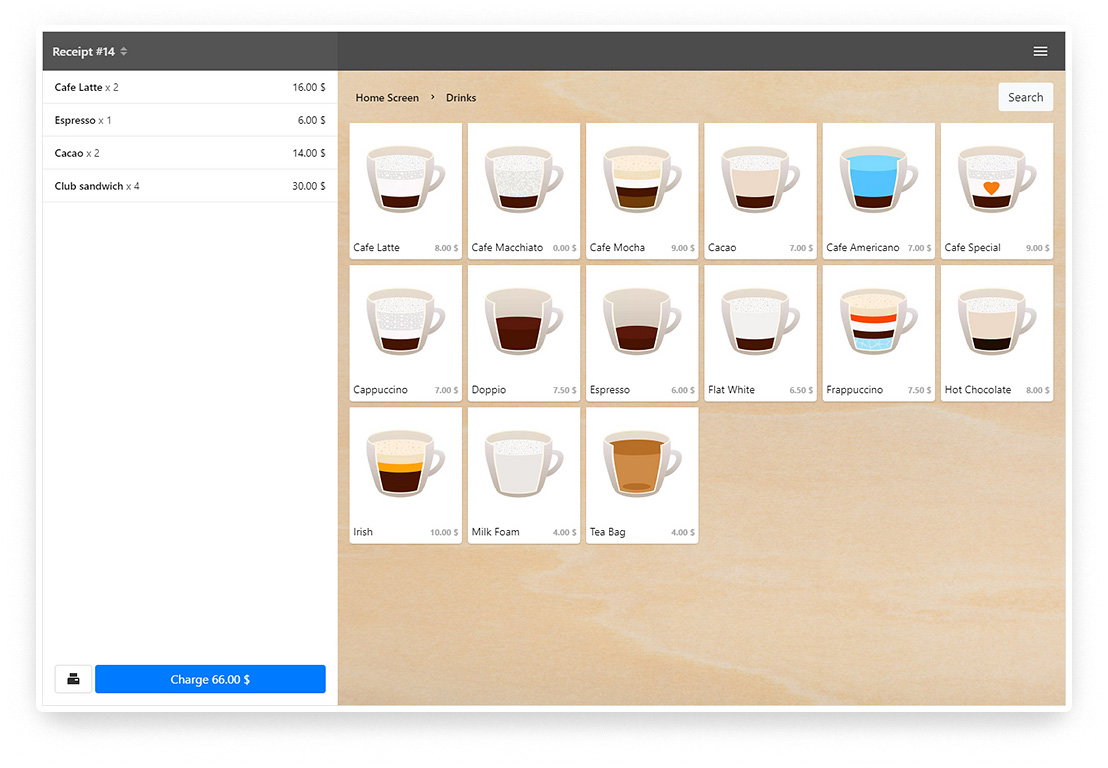 Receipt #14
Cafe Latte x 2 16.00 $
Espresso x 1 6.00 $
Cacao x 2 14.00 $
Club sandwich x 4 30.00 $
Charge 66.00 $
Home Screen › Drinks
Search
Cafe Latte 8.00 $
Cafe Macchiato 0.00 $
Cafe Mocha 9.00 $
Cacao 7.00 $
Cafe Americano 7.00 $
Cafe Special 9.00 $
Cappuccino 7.00 $
Doppio 7.50 $
Espresso 6.00 $
Flat White 6.50 $
Frappuccino 7.50 $
Hot Chocolate 8.00 $
Irish 10.00 $
Milk Foam 4.00 $
Tea Bag 4.00 $